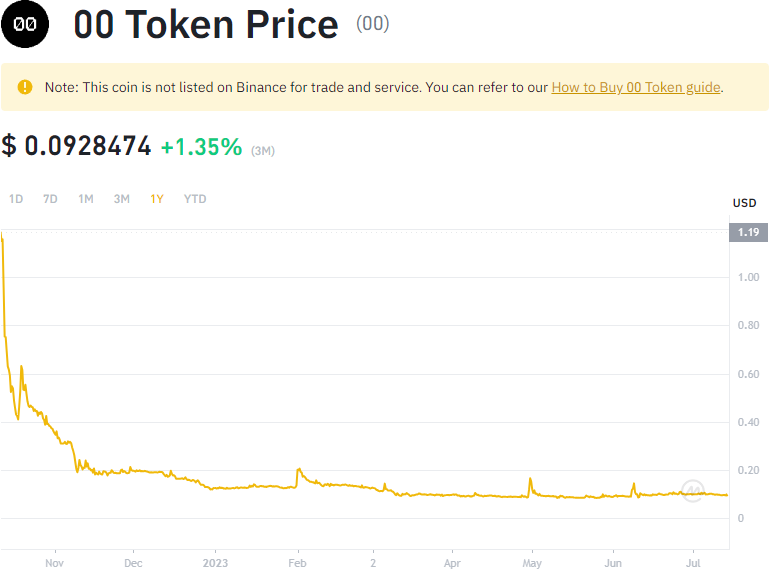 00 00 Token Price (00)
Note: This coin is not listed on Binance for trade and service. You can refer to our How to Buy 00 Token guide.
$ 0.0928474 +1.35% (3M)
1D 7D 1M 3M 1Y YTD
USD
1.19
1.00
0.80
0.60
0.40
0.20
0
Nov Dec 2023 Feb 2 Apr May Jun Jul